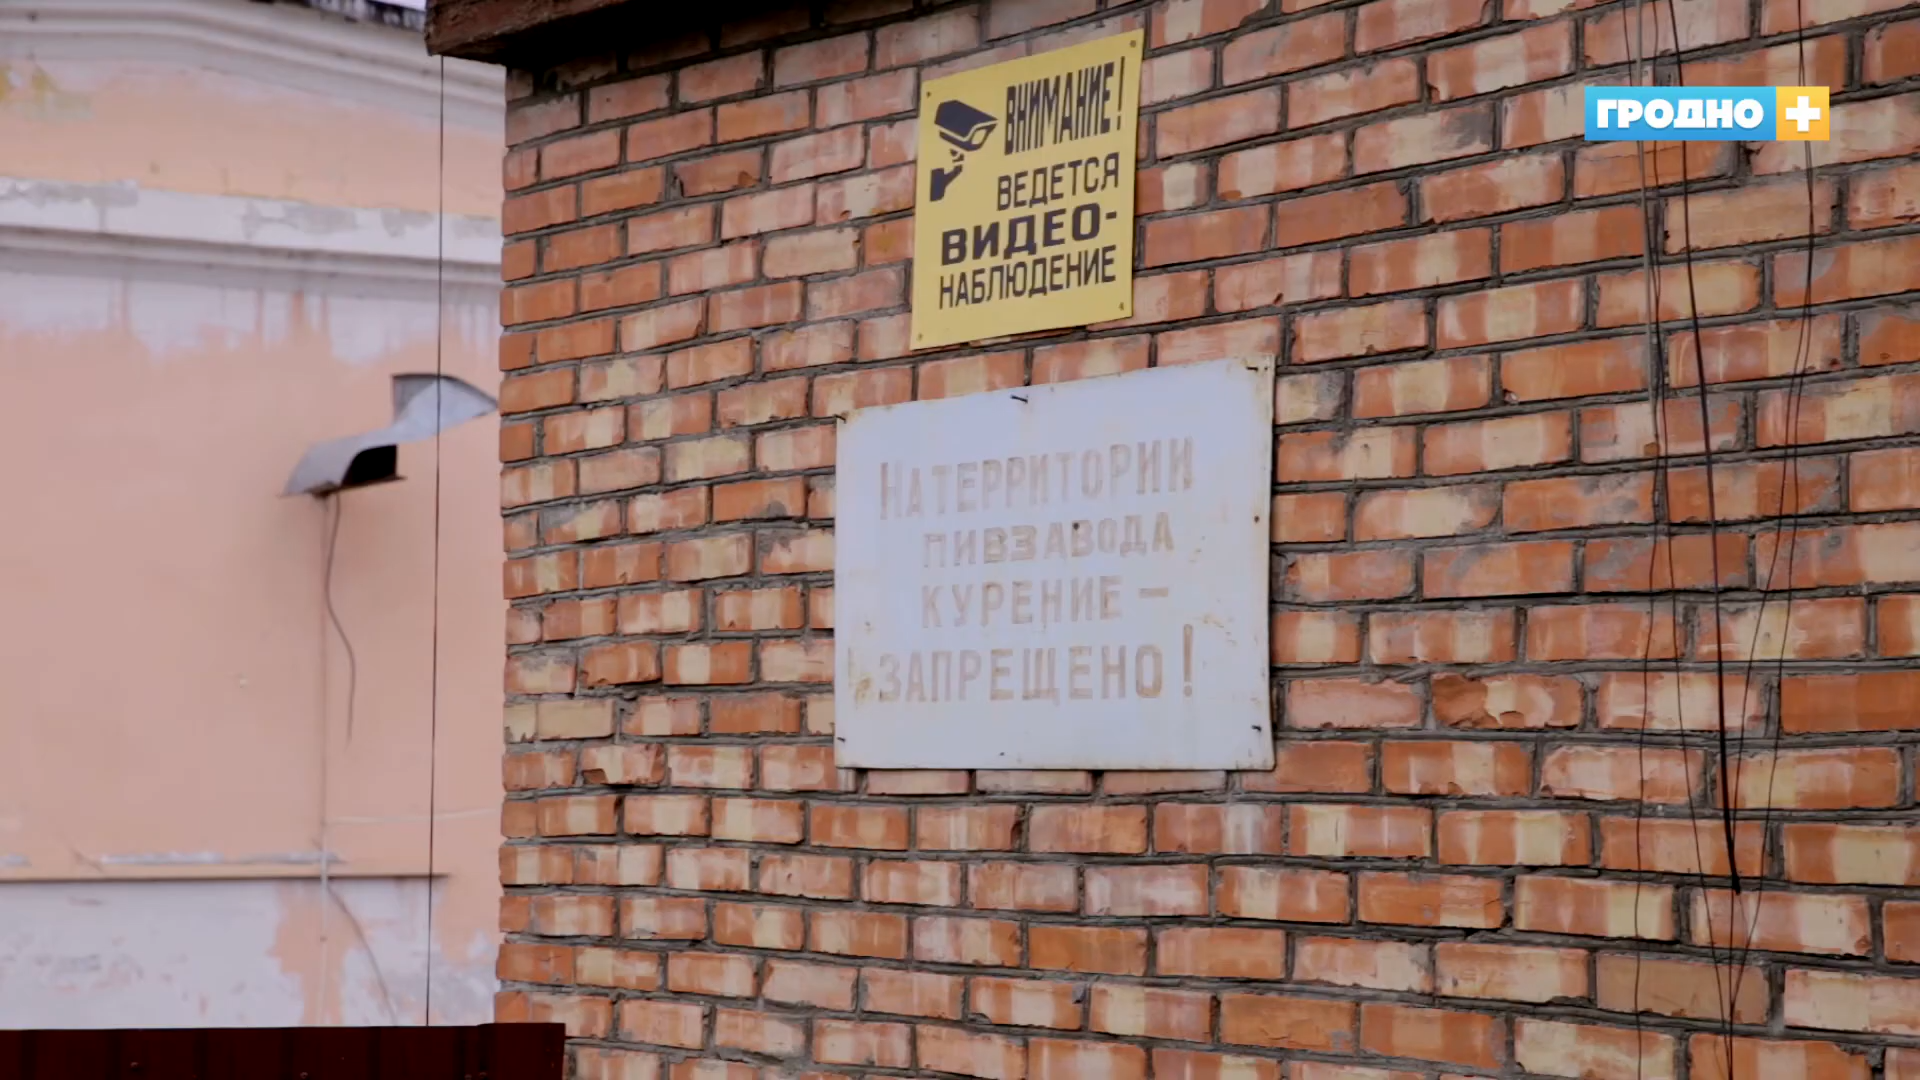 ГРОДНО +
ВНИМАНИЕ!
ВЕДЕТСЯ
ВИДЕО-
НАБЛЮДЕНИЕ
НА ТЕРРИТОРИИ
ПИВЗАВОДА
КУРЕНИЕ –
ЗАПРЕЩЕНО!